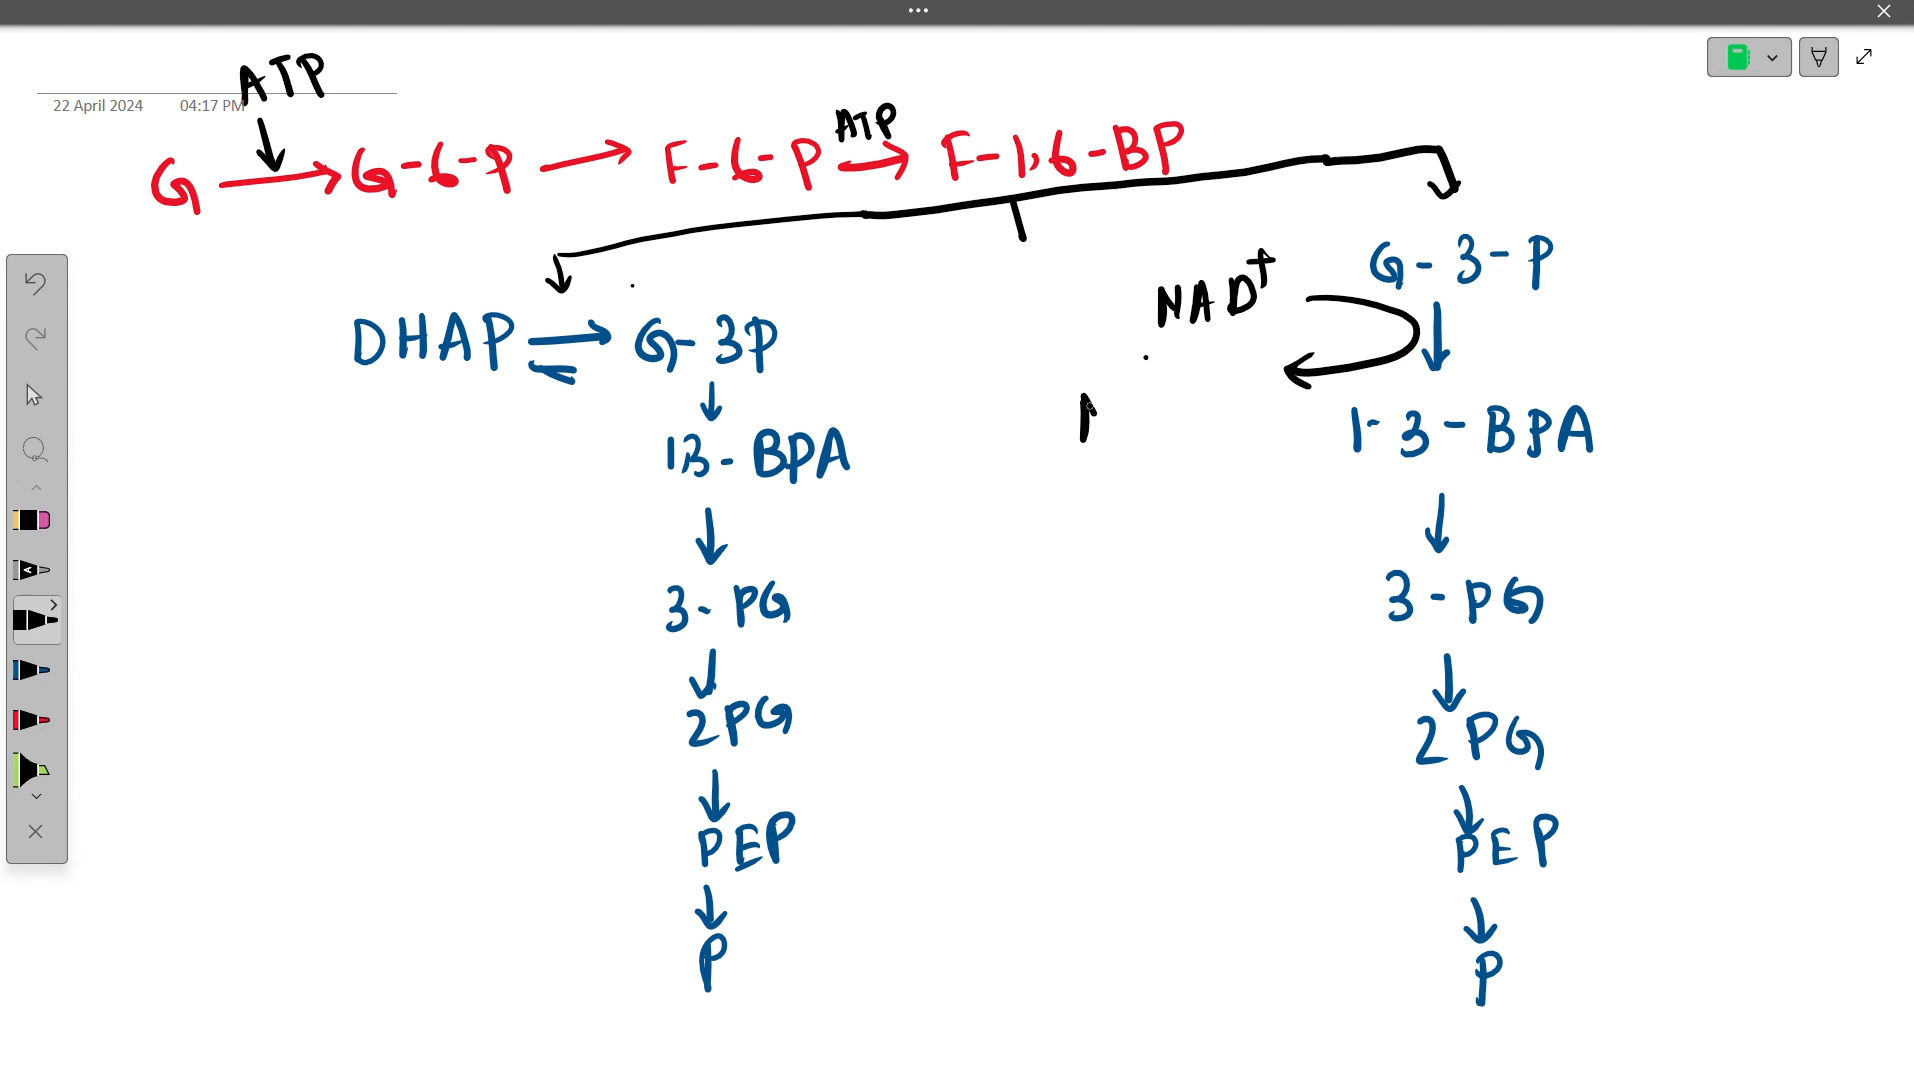 ATP
22 April 2024 04:17 PM
G → G-6-P → F-6-P ATP → F-1,6-BP
G-3-P
NAD+
DHAP ⇌ G-3P
1-3-BPA
13-BPA
3-PG
3-PG
2PG
2PG
PEP
PEP
P
P